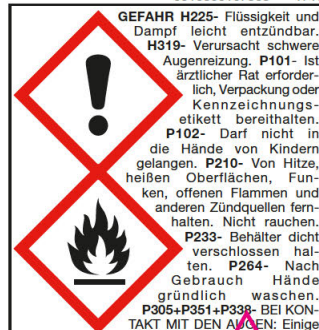 GEFAHR H225- Flüssigkeit und
Dampf leicht entzündbar.
H319- Verursacht schwere
Augenreizung. P101- Ist
ärztlicher Rat erforder-
lich, Verpackung oder
Kennzeichnungs-
etikett bereithalten.
P102- Darf nicht in
die Hände von Kindern
gelangen. P210- Von Hitze,
heißen Oberflächen, Fun-
ken, offenen Flammen und
anderen Zündquellen fern-
halten. Nicht rauchen.
P233- Behälter dicht
verschlossen hal-
ten. P264- Nach
Gebrauch Hände
gründlich waschen.
P305+P351+P338- BEI KON-
TAKT MIT DEN AUGEN: Einige